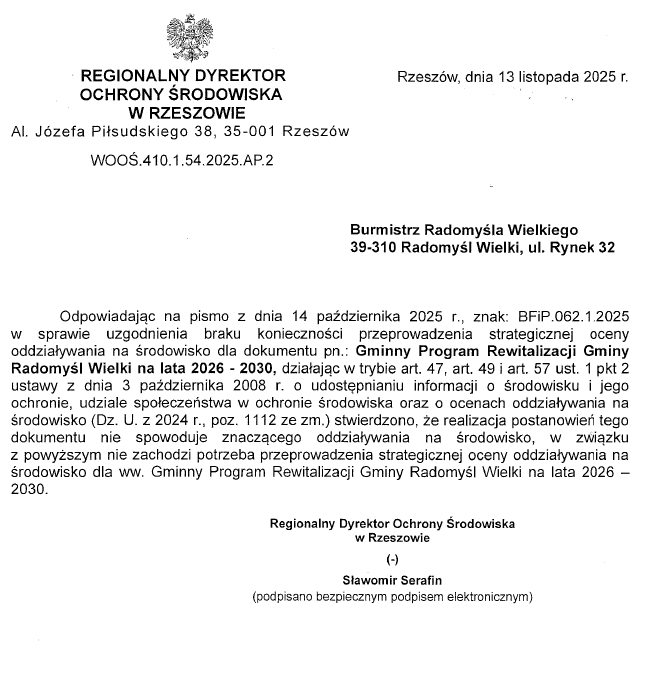 REGIONALNY DYREKTOR
OCHRONY ŚRODOWISKA
W RZESZOWIE
Al. Józefa Piłsudskiego 38, 35-001 Rzeszów
WOOŚ.410.1.54.2025.AP.2
Rzeszów, dnia 13 listopada 2025 r.
Burmistrz Radomyśla Wielkiego
39-310 Radomyśl Wielki, ul. Rynek 32
Odpowiadając na pismo z dnia 14 października 2025 r., znak: BFiP.062.1.2025
w sprawie uzgodnienia braku konieczności przeprowadzenia strategicznej oceny
oddziaływania na środowisko dla dokumentu pn.: Gminny Program Rewitalizacji Gminy
Radomyśl Wielki na lata 2026 - 2030, działając w trybie art. 47, art. 49 i art. 57 ust. 1 pkt 2
ustawy z dnia 3 października 2008 r. o udostępnianiu informacji o środowisku i jego
ochronie, udziale społeczeństwa w ochronie środowiska oraz o ocenach oddziaływania na
środowisko (Dz. U. z 2024 r., poz. 1112 ze zm.) stwierdzono, że realizacja postanowień tego
dokumentu nie spowoduje znaczącego oddziaływania na środowisko, w związku
z powyższym nie zachodzi potrzeba przeprowadzenia strategicznej oceny oddziaływania na
środowisko dla ww. Gminny Program Rewitalizacji Gminy Radomyśl Wielki na lata 2026 –
2030.
Regionalny Dyrektor Ochrony Środowiska
w Rzeszowie
(-)
Sławomir Serafin
(podpisano bezpiecznym podpisem elektronicznym)